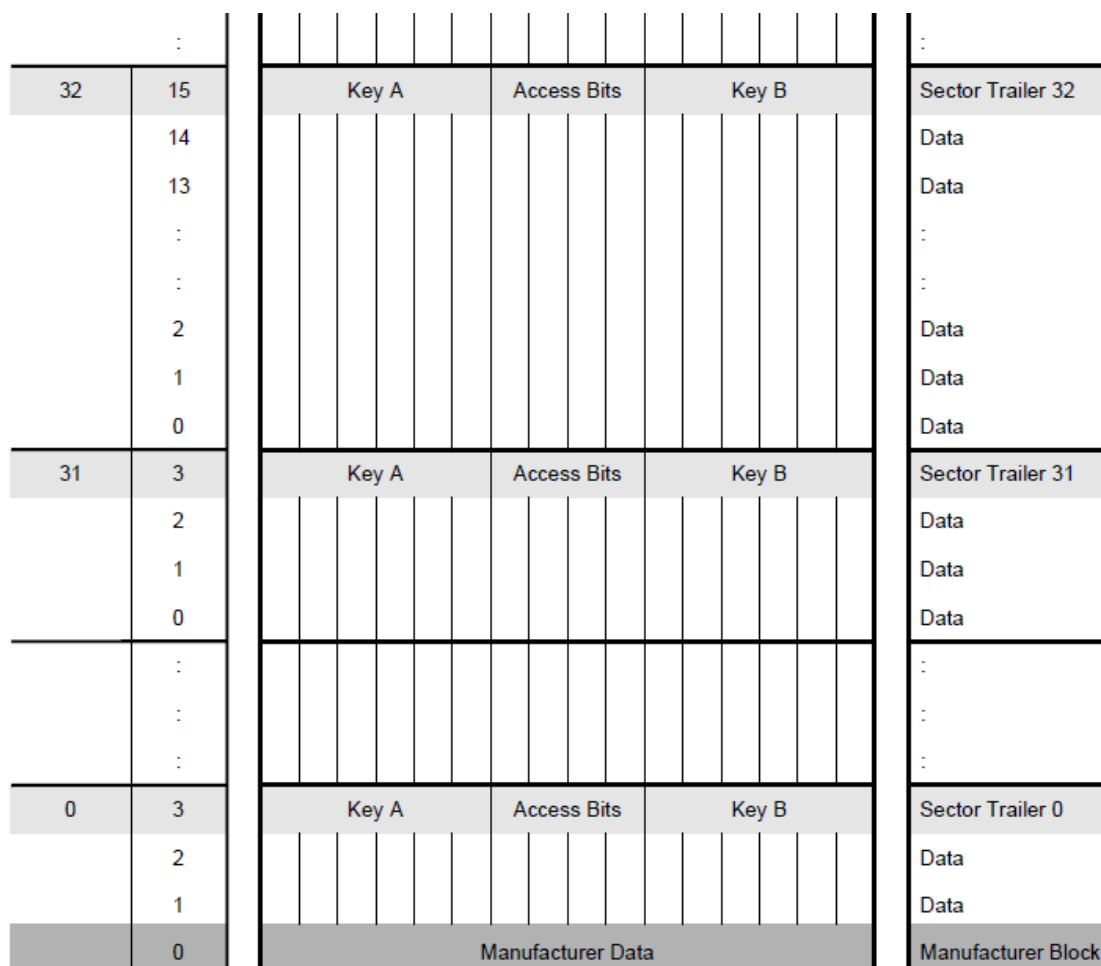 : :
32 15 Key A Access Bits Key B Sector Trailer 32
14 Data
13 Data
: :
: :
2 Data
1 Data
0 Data
31 3 Key A Access Bits Key B Sector Trailer 31
2 Data
1 Data
0 Data
: :
: :
: :
0 3 Key A Access Bits Key B Sector Trailer 0
2 Data
1 Data
0 Manufacturer Data Manufacturer Block